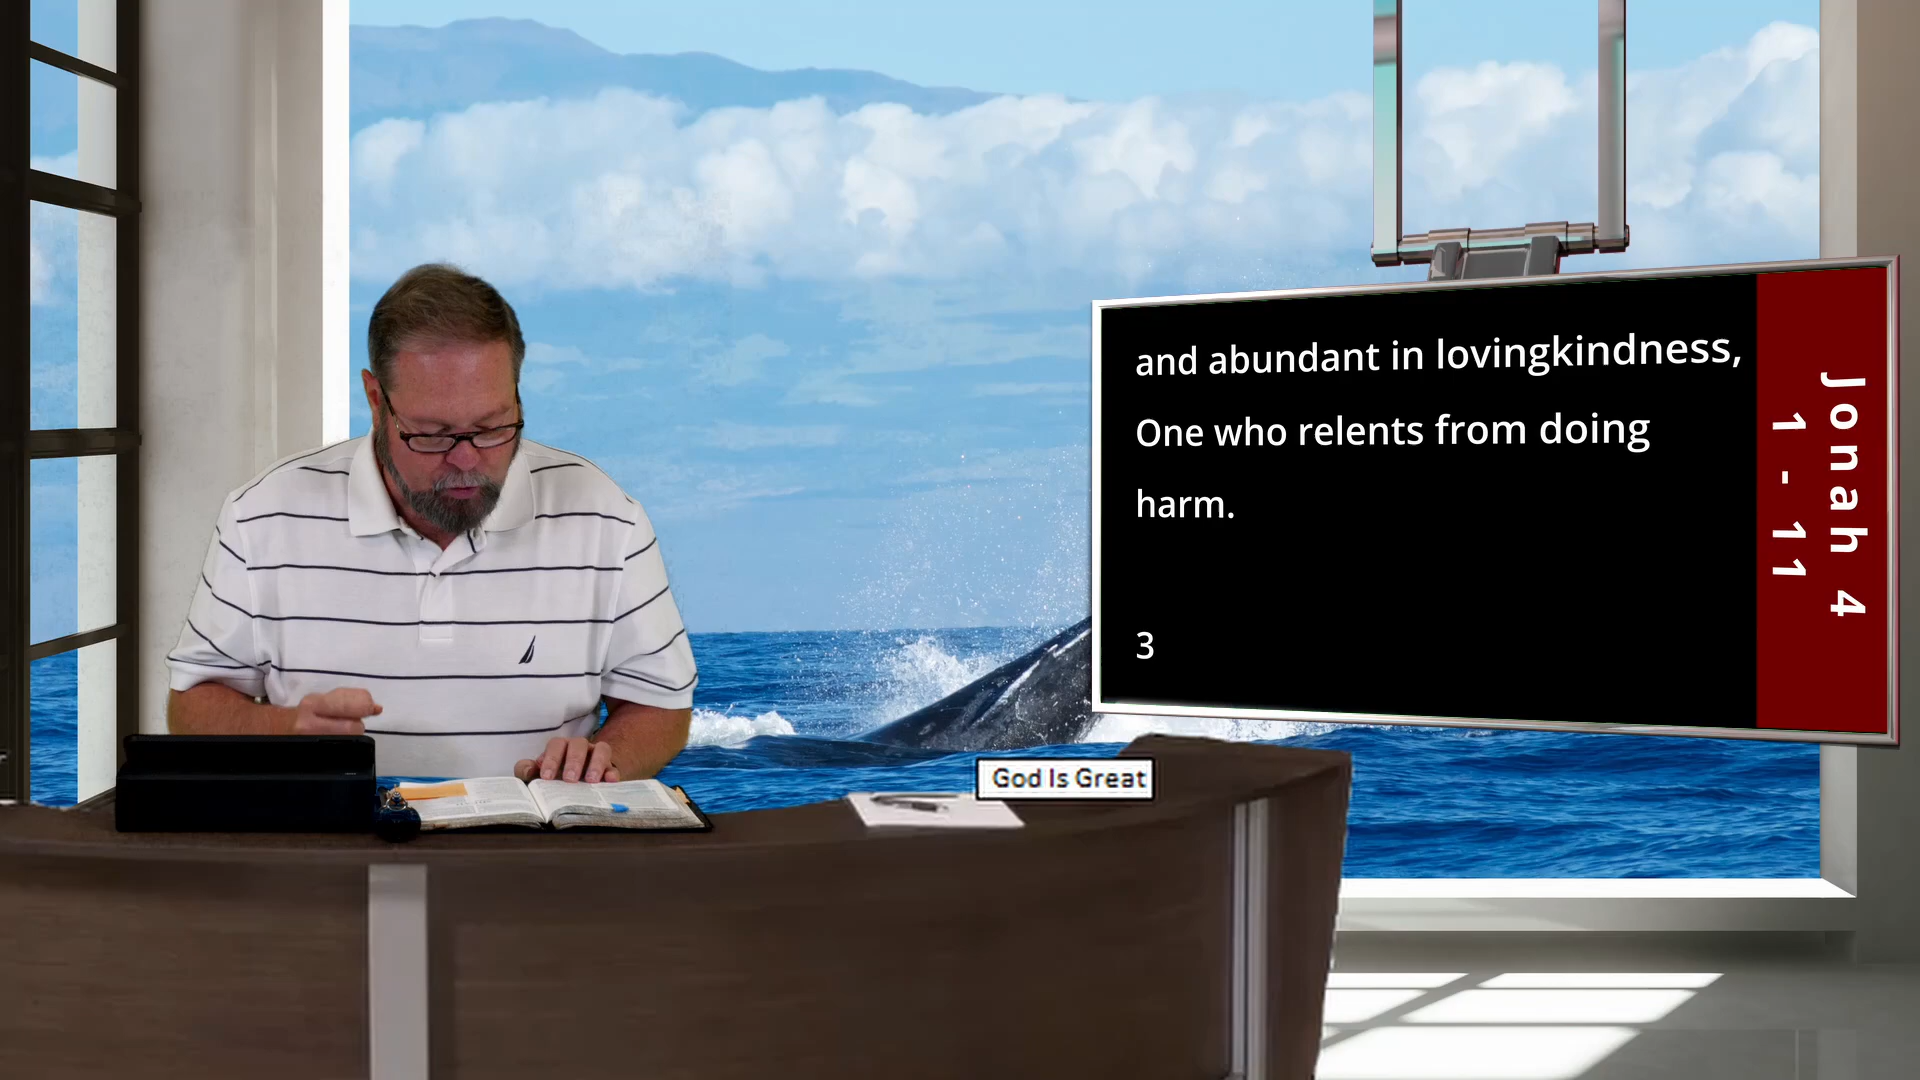 and abundant in lovingkindness,
One who relents from doing
harm.
3
Jonah 4
1 - 11
God Is Great